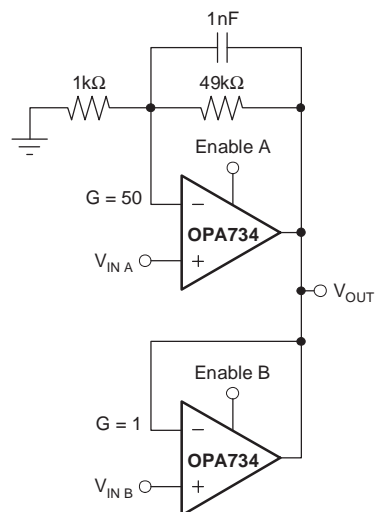 1nF
1kΩ
49kΩ
Enable A
G = 50
OPA734
V_IN A
V_OUT
Enable B
G = 1
OPA734
V_IN B